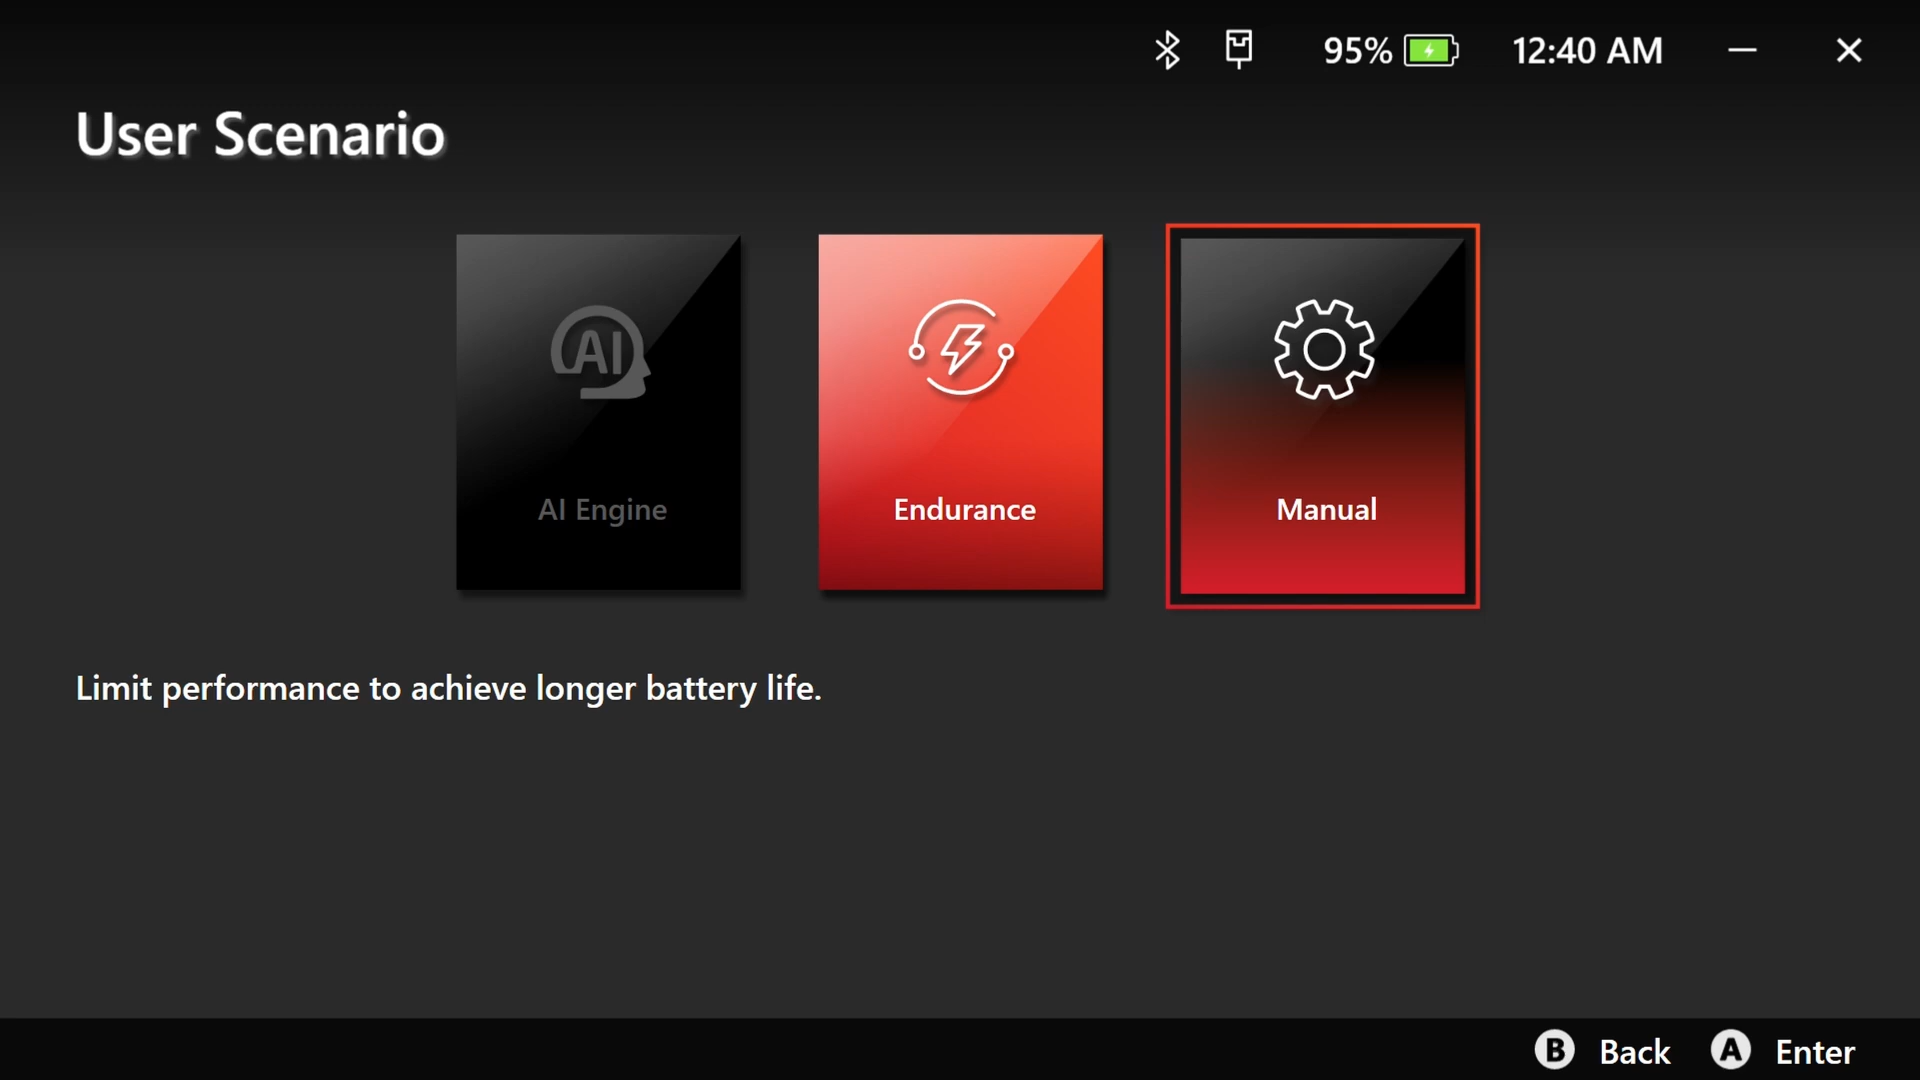 95% 12:40 AM
User Scenario
AI
AI Engine
Endurance
Manual
Limit performance to achieve longer battery life.
B Back A Enter